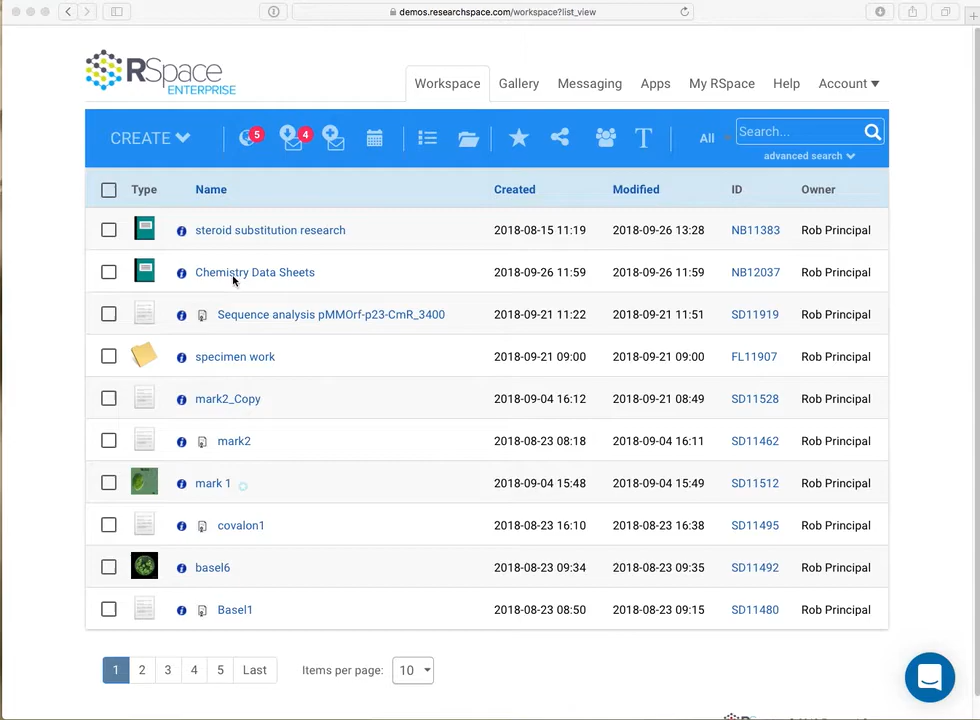 demos.researchspace.com/workspace?list_view
RSpace
ENTERPRISE
Workspace Gallery Messaging Apps My RSpace Help Account
CREATE 5 4 T All Search...
advanced search
Type Name Created Modified ID Owner
steroid substitution research 2018-08-15 11:19 2018-09-26 13:28 NB11383 Rob Principal
Chemistry Data Sheets 2018-09-26 11:59 2018-09-26 11:59 NB12037 Rob Principal
Sequence analysis pMMOrf-p23-CmR_3400 2018-09-21 11:22 2018-09-21 11:51 SD11919 Rob Principal
specimen work 2018-09-21 09:00 2018-09-21 09:00 FL11907 Rob Principal
mark2_Copy 2018-09-04 16:12 2018-09-21 08:49 SD11528 Rob Principal
mark2 2018-08-23 08:18 2018-09-04 16:11 SD11462 Rob Principal
mark 1 2018-09-04 15:48 2018-09-04 15:49 SD11512 Rob Principal
covalon1 2018-08-23 16:10 2018-08-23 16:38 SD11495 Rob Principal
basel6 2018-08-23 09:34 2018-08-23 09:35 SD11492 Rob Principal
Basel1 2018-08-23 08:50 2018-08-23 09:15 SD11480 Rob Principal
1 2 3 4 5 Last Items per page: 10